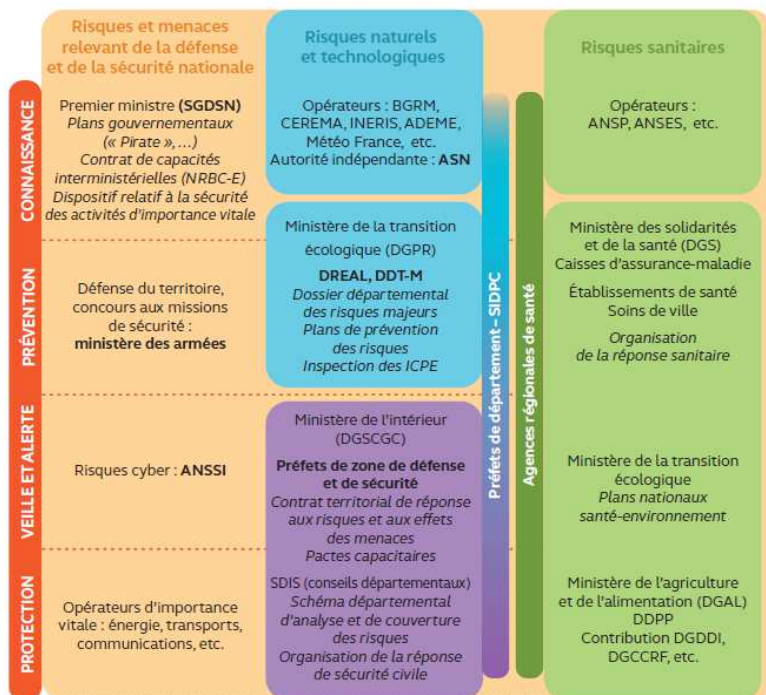 Risques et menaces
relevant de la défense
et de la sécurité nationale
Risques naturels
et technologiques
Risques sanitaires
CONNAISSANCE
Premier ministre (SGDSN)
Plans gouvernementaux
(« Pirate »,…)
Contrat de capacités
interministérielles (NRBC-E)
Dispositif relatif à la sécurité
des activités d'importance vitale
Opérateurs : BGRM,
CEREMA, INERIS, ADEME,
Météo France, etc.
Autorité indépendante : ASN
Opérateurs :
ANSP, ANSES, etc.
PRÉVENTION
Défense du territoire,
concours aux missions
de sécurité :
ministère des armées
Ministère de la transition
écologique (DGPR)
DREAL, DDT-M
Dossier départemental
des risques majeurs
Plans de prévention
des risques
Inspection des ICPE
Préfets de département – SIDPC
Agences régionales de santé
Ministère des solidarités
et de la santé (DGS)
Caisses d'assurance-maladie
Établissements de santé
Soins de ville
Organisation
de la réponse sanitaire
VEILLE ET ALERTE
Risques cyber : ANSSI
Ministère de l'intérieur
(DGSCGC)
Préfets de zone de défense
et de sécurité
Contrat territorial de réponse
aux risques et aux effets
des menaces
Pactes capacitaires
Ministère de la transition
écologique
Plans nationaux
santé-environnement
PROTECTION
Opérateurs d'importance
vitale : énergie, transports,
communications, etc.
SDIS (conseils départementaux)
Schéma départemental
d'analyse et de couverture
des risques
Organisation de la réponse
de sécurité civile
Ministère de l'agriculture
et de l'alimentation (DGAL)
DDPP
Contribution DGDDI,
DGCCRF, etc.